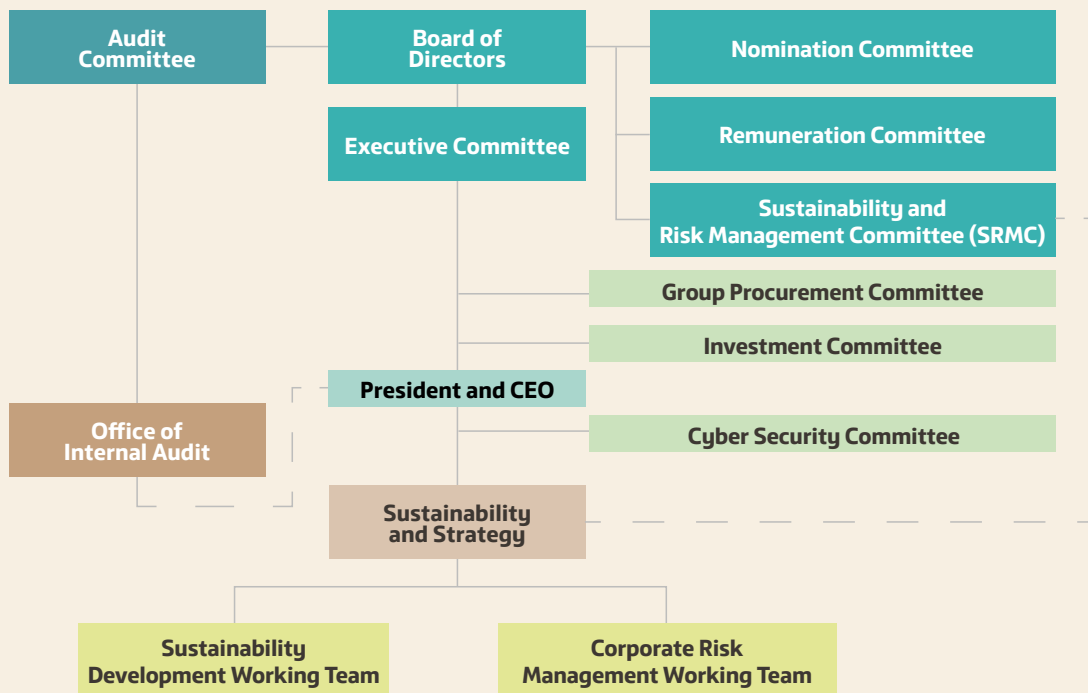 Audit
Committee
Board of
Directors
Nomination Committee
Executive Committee
Remuneration Committee
Sustainability and
Risk Management Committee (SRMC)
Group Procurement Committee
Investment Committee
President and CEO
Office of
Internal Audit
Cyber Security Committee
Sustainability
and Strategy
Sustainability
Development Working Team
Corporate Risk
Management Working Team